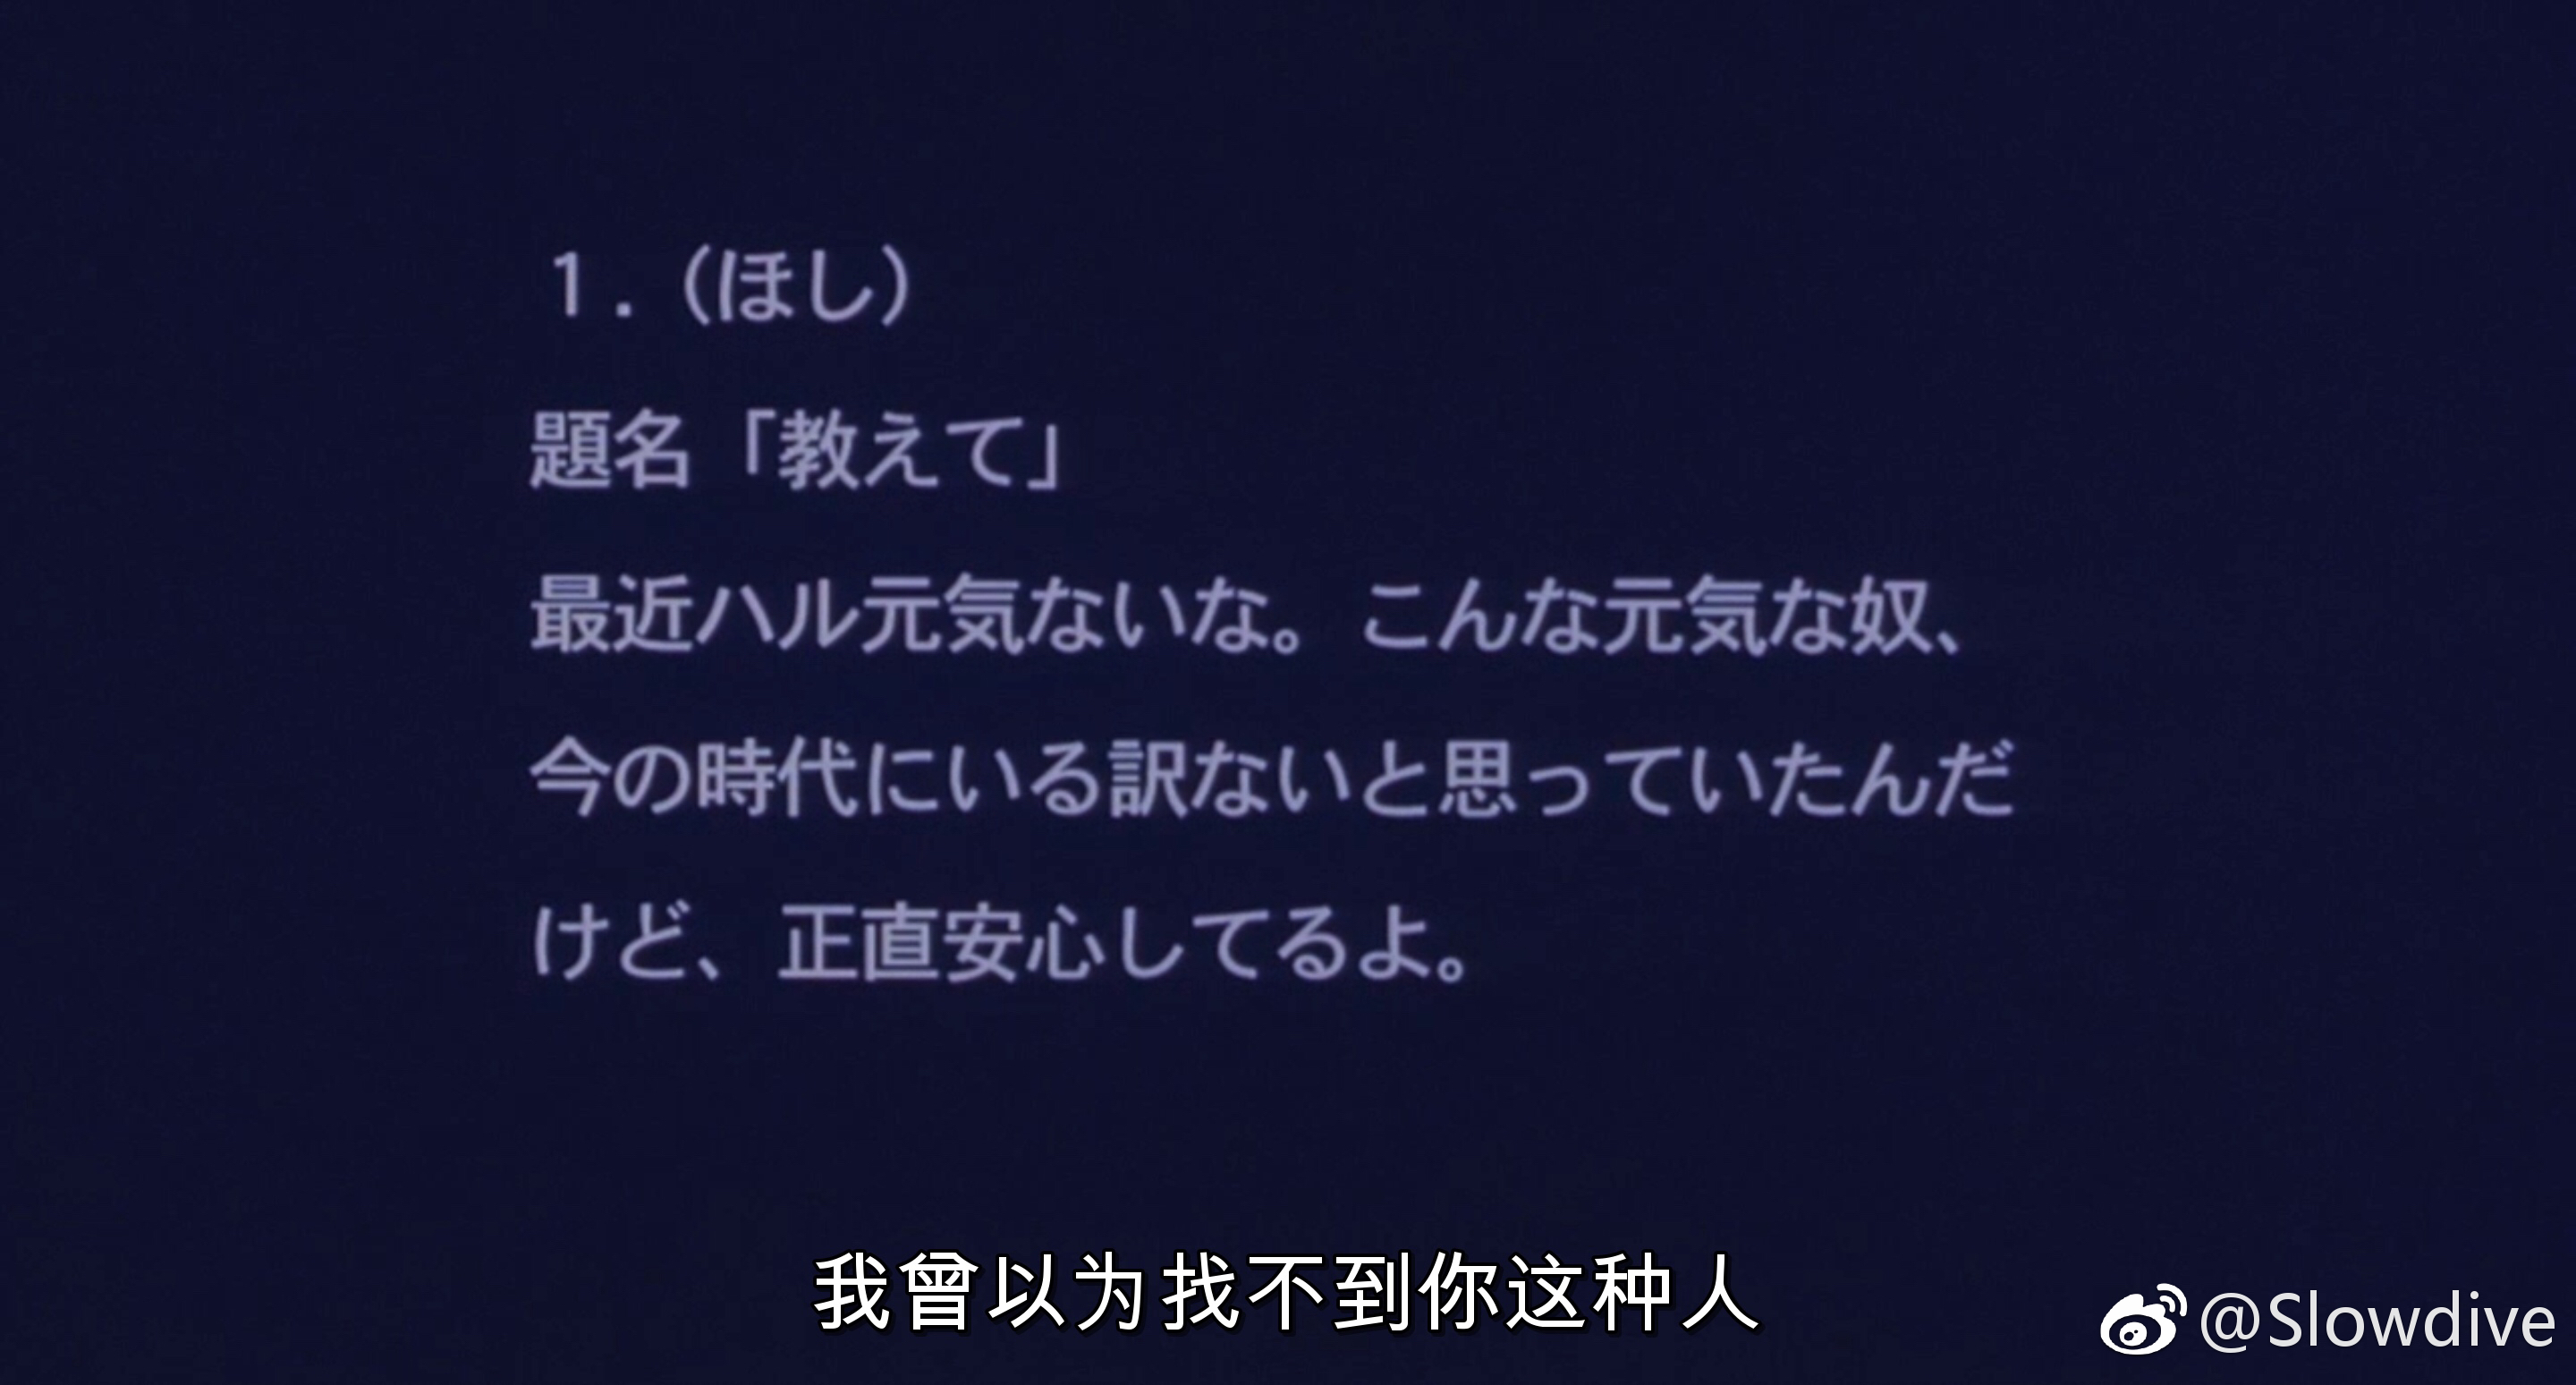 １．（ほし）
題名「教えて」
最近ハル元気ないな。こんな元気な奴、
今の時代にいる訳ないと思っていたんだ
けど、正直安心してるよ。
我曾以为找不到你这种人
@Slowdive